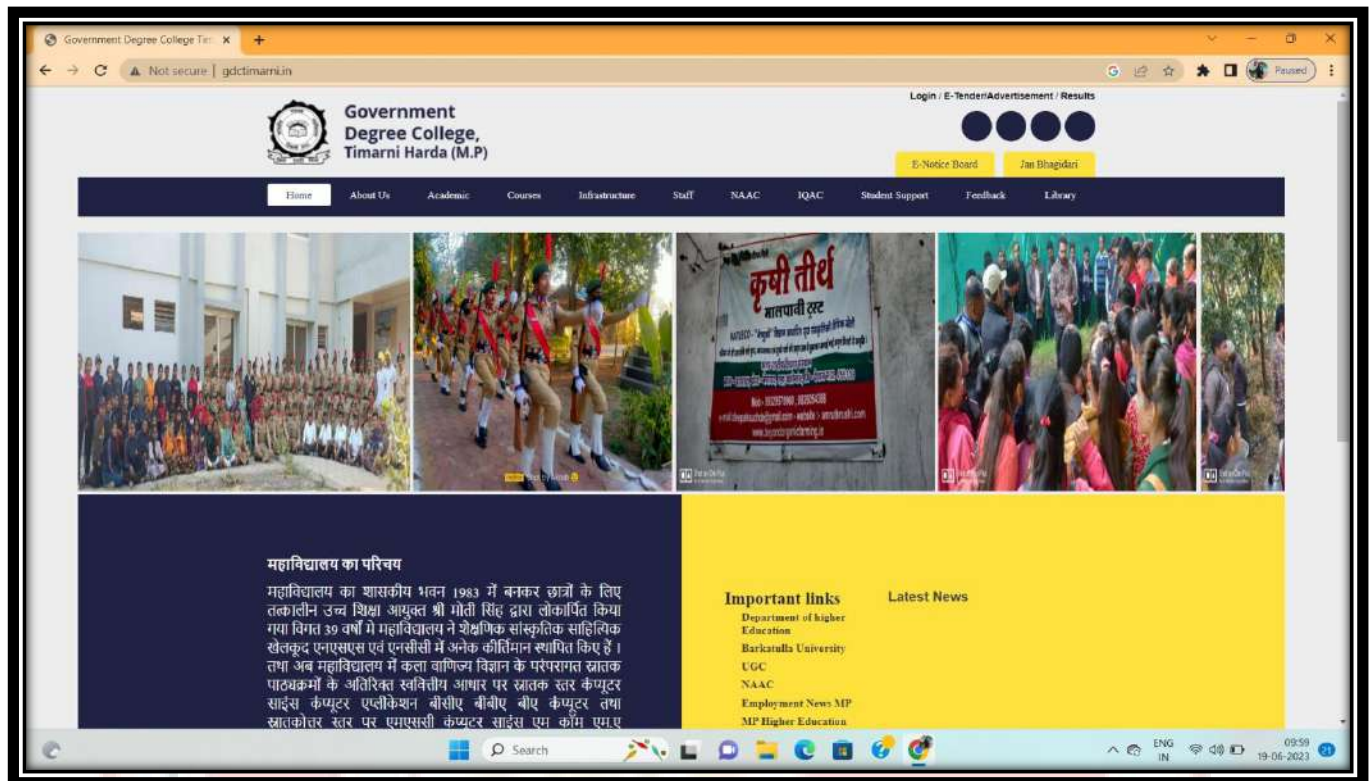 Government Degree College Tim
Not secure | gdctimarni.in
Paused
Login / E-Tender/Advertisement / Results
Government
Degree College,
Timarni Harda (M.P)
E-Notice Board
Jan Bhagidari
Home About Us Academic Courses Infrastructure Staff NAAC IQAC Student Support Feedback Library
कृषी तीर्थ
मालपानी ट्रस्ट
महाविद्यालय का परिचय
महाविद्यालय का शासकीय भवन 1983 में बनकर छात्रों के लिए
तत्कालीन उच्च शिक्षा आयुक्त श्री मोती सिंह द्वारा लोकार्पित किया
गया विगत 39 वर्षों मे महाविद्यालय ने शैक्षणिक सांस्कृतिक साहित्यिक
खेलकूद एनएसएस एवं एनसीसी में अनेक कीर्तिमान स्थापित किए हैं ।
तथा अब महाविद्यालय में कला वाणिज्य विज्ञान के परंपरागत स्नातक
पाठ्यक्रमों के अतिरिक्त स्ववित्तीय आधार पर स्नातक स्तर कंप्यूटर
साइंस कंप्यूटर एप्लीकेशन बीसीए बीबीए बीए कंप्यूटर तथा
स्नातकोत्तर स्तर पर एमएससी कंप्यूटर साइंस एम कॉम एम.ए
Important links
Department of higher
Education
Barkatulla University
UGC
NAAC
Employment News MP
MP Higher Education
Latest News
Search
ENG
IN
09:59
19-06-2023
21